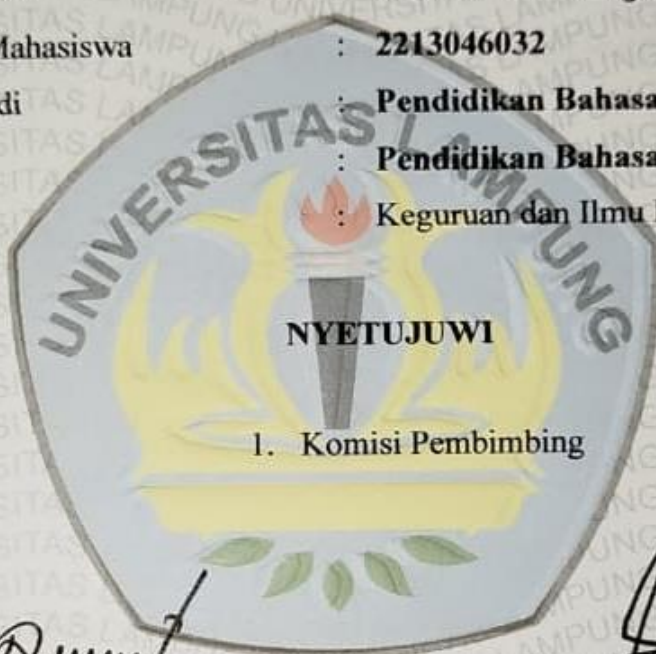 Mahasiswa : 2213046032
di : Pendidikan Bahasa
: Pendidikan Bahasa
: Keguruan dan Ilmu
UNIVERSITAS LAMPUNG
NYETUJUWI
1. Komisi Pembimbing